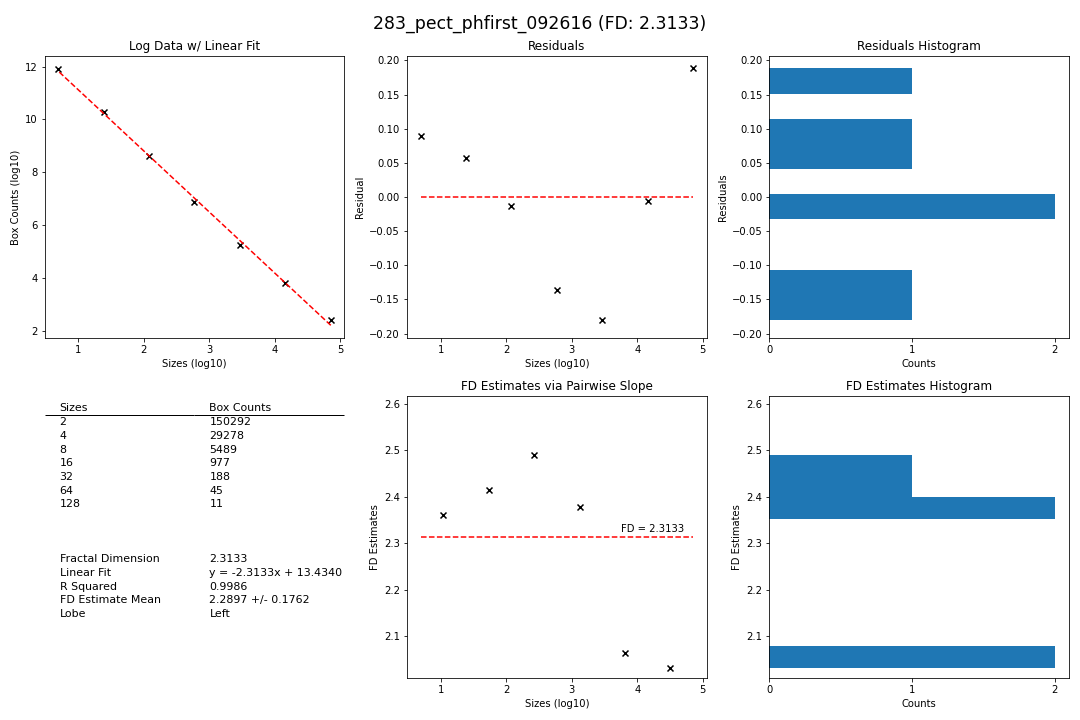 283_pect_phfirst_092616 (FD: 2.3133)
Log Data w/ Linear Fit
12
10
8
6
4
2
Box Counts (log10)
1 2 3 4 5
Sizes (log10)
Residuals
0.20
0.15
0.10
0.05
0.00
−0.05
−0.10
−0.15
−0.20
Residual
1 2 3 4 5
Sizes (log10)
Residuals Histogram
0.20
0.15
0.10
0.05
0.00
−0.05
−0.10
−0.15
−0.20
Residuals
0 1 2
Counts
Sizes Box Counts
2 150292
4 29278
8 5489
16 977
32 188
64 45
128 11
Fractal Dimension 2.3133
Linear Fit y = -2.3133x + 13.4340
R Squared 0.9986
FD Estimate Mean 2.2897 +/- 0.1762
Lobe Left
FD Estimates via Pairwise Slope
2.6
2.5
2.4
2.3
2.2
2.1
FD Estimates
FD = 2.3133
1 2 3 4 5
Sizes (log10)
FD Estimates Histogram
2.6
2.5
2.4
2.3
2.2
2.1
FD Estimates
0 1 2
Counts